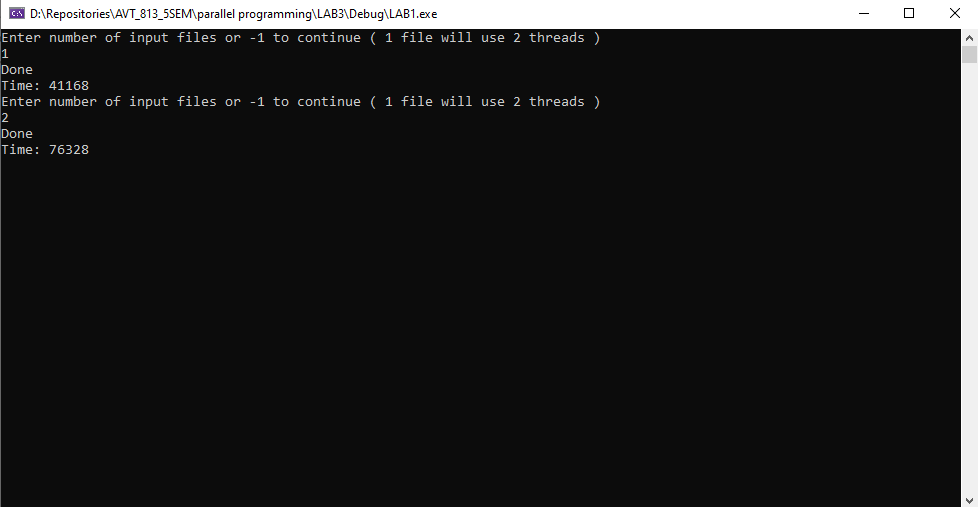 D:\Repositories\AVT_813_5SEM\parallel programming\LAB3\Debug\LAB1.exe
Enter number of input files or -1 to continue ( 1 file will use 2 threads )
1
Done
Time: 41168
Enter number of input files or -1 to continue ( 1 file will use 2 threads )
2
Done
Time: 76328